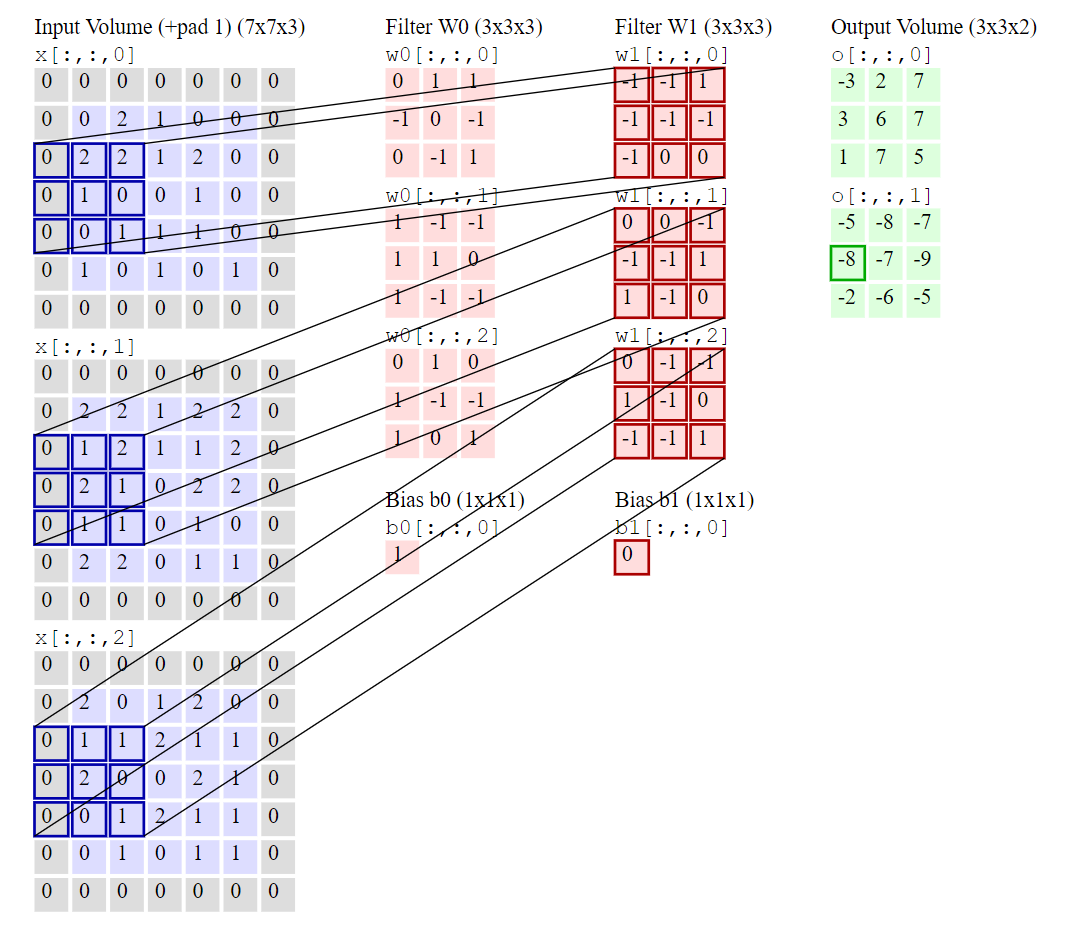 Input Volume (+pad 1) (7x7x3)
x[:,:,0]
0 0 0 0 0 0 0
0 0 2 1 0 0 0
0 2 2 1 2 0 0
0 1 0 0 1 0 0
0 0 1 1 1 0 0
0 1 0 1 0 1 0
0 0 0 0 0 0 0
x[:,:,1]
0 0 0 0 0 0 0
0 2 2 1 2 2 0
0 1 2 1 1 2 0
0 2 1 0 2 2 0
0 1 1 0 1 0 0
0 2 2 0 1 1 0
0 0 0 0 0 0 0
x[:,:,2]
0 0 0 0 0 0 0
0 2 0 1 2 0 0
0 1 1 2 1 1 0
0 2 0 0 2 1 0
0 0 1 2 1 1 0
0 0 1 0 1 1 0
0 0 0 0 0 0 0
Filter W0 (3x3x3)
w0[:,:,0]
0 1 1
-1 0 -1
0 -1 1
w0[:,:,1]
1 -1 -1
1 1 0
1 -1 -1
w0[:,:,2]
0 1 0
1 -1 -1
1 0 1
Bias b0 (1x1x1)
b0[:,:,0]
1
Filter W1 (3x3x3)
w1[:,:,0]
-1 -1 1
-1 -1 -1
-1 0 0
w1[:,:,1]
0 0 -1
-1 -1 1
1 -1 0
w1[:,:,2]
0 -1 -1
1 -1 0
-1 -1 1
Bias b1 (1x1x1)
b1[:,:,0]
0
Output Volume (3x3x2)
o[:,:,0]
-3 2 7
3 6 7
1 7 5
o[:,:,1]
-5 -8 -7
-8 -7 -9
-2 -6 -5